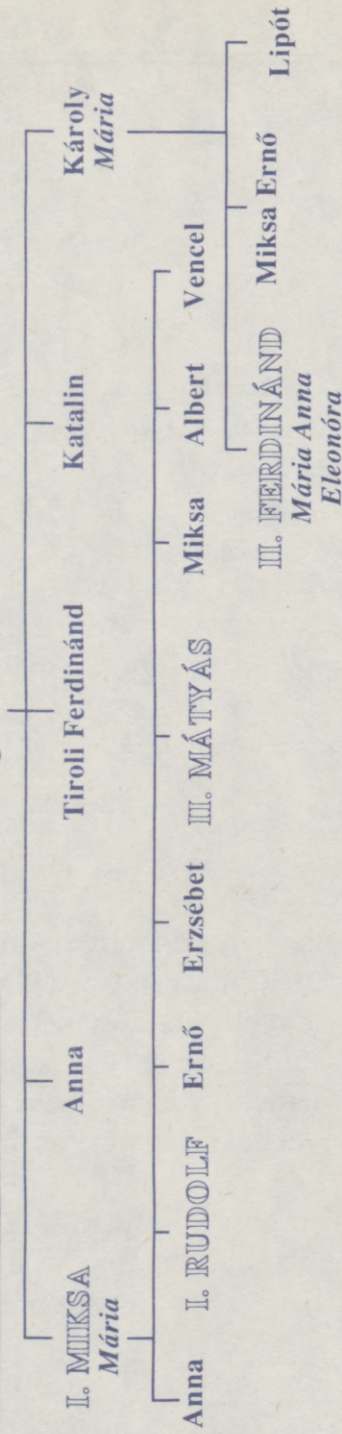 I. MIKSA
Mária
Anna
Tiroli Ferdinánd
Katalin
Károly
Mária
Anna
I. RUDOLF
Ernő
Erzsébet
II. MÁTYÁS
Miksa
Albert
Vencel
II. FERDINÁND
Mária Anna
Eleonóra
Miksa Ernő
Lipót